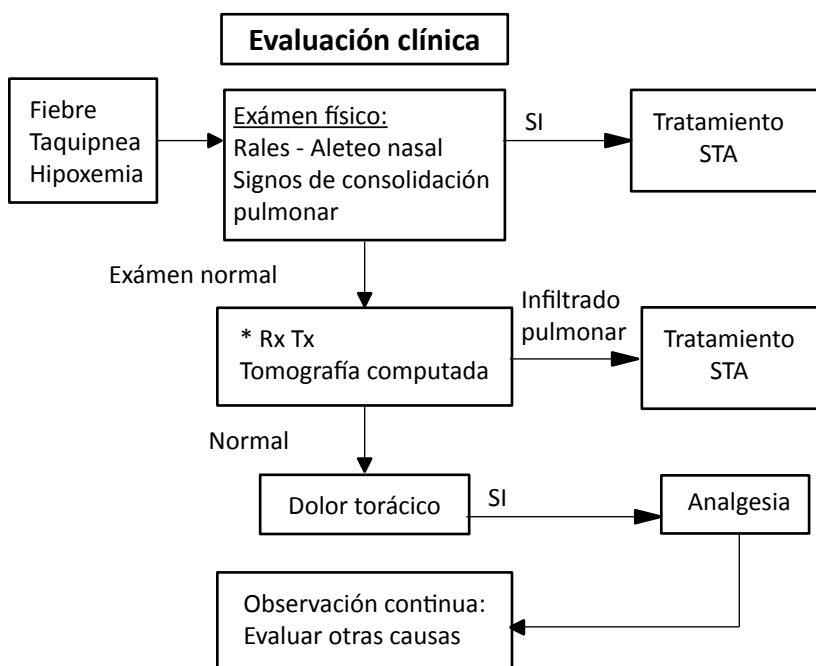 Evaluación clínica
Fiebre
Taquipnea
Hipoxemia
Exámen físico:
Rales - Aleteo nasal
Signos de consolidación
pulmonar
SI
Tratamiento
STA
Exámen normal
* Rx Tx
Tomografía computada
Infiltrado
pulmonar
Tratamiento
STA
Normal
Dolor torácico
SI
Analgesia
Observación continua:
Evaluar otras causas